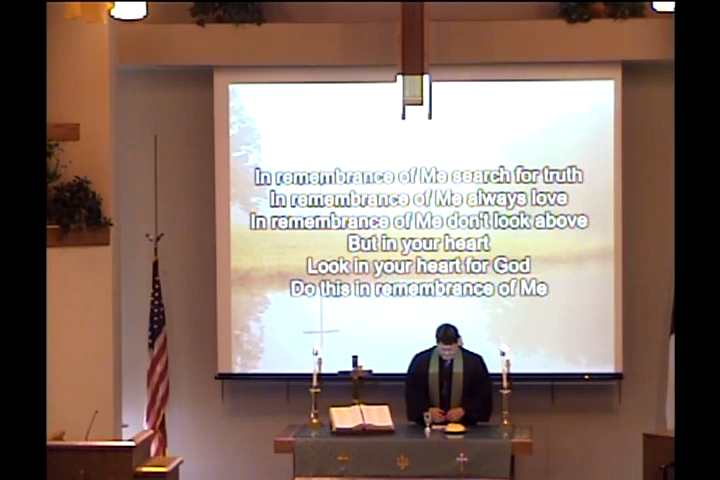 In remembrance of Me search for truth
In remembrance of Me always love
In remembrance of Me don't look above
But in your heart
Look in your heart for God
Do this in remembrance of Me